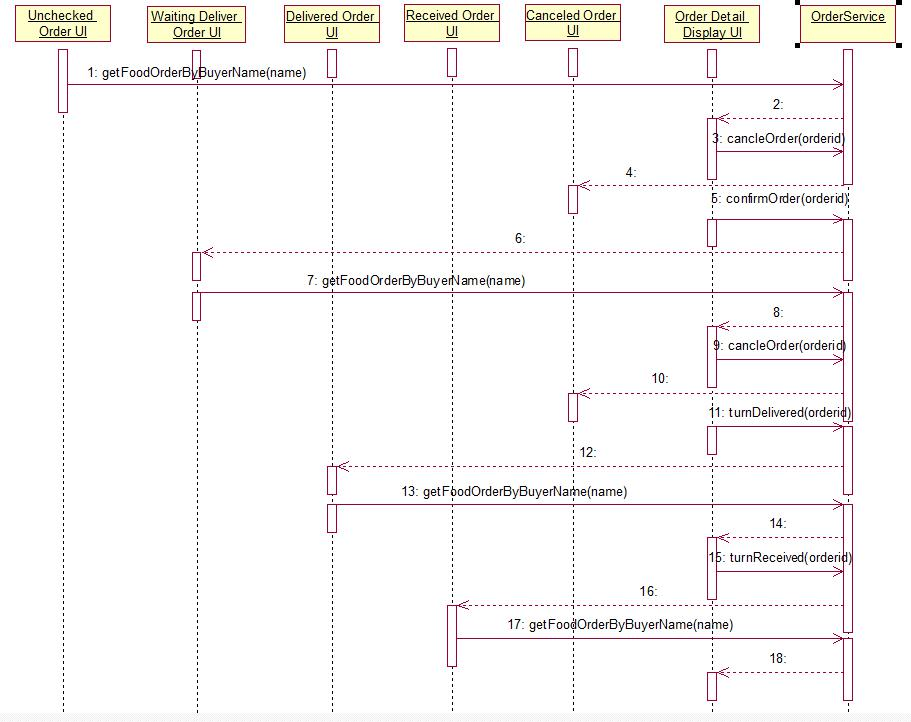 Unchecked
Order UI
Waiting Deliver
Order UI
Delivered Order
UI
Received Order
UI
Canceled Order
UI
Order Detail
Display UI
OrderService
1: getFoodOrderByBuyerName(name)
2:
3: cancleOrder(orderid)
4:
5: confirmOrder(orderid)
6:
7: getFoodOrderByBuyerName(name)
8:
9: cancleOrder(orderid)
10:
11: turnDelivered(orderid)
12:
13: getFoodOrderByBuyerName(name)
14:
15: turnReceived(orderid)
16:
17: getFoodOrderByBuyerName(name)
18: